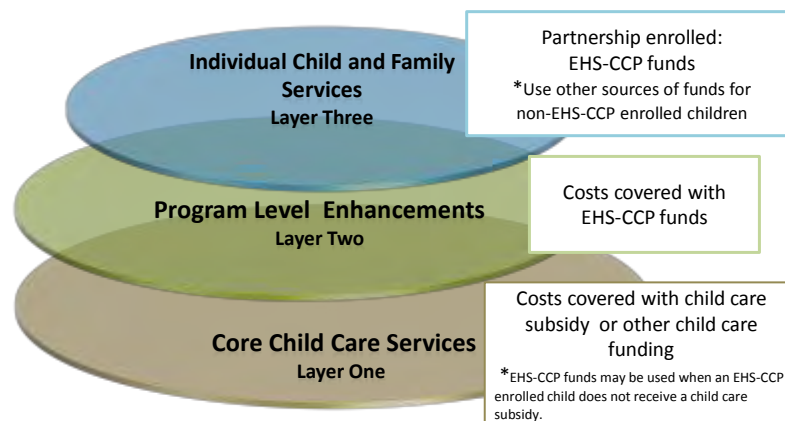 Individual Child and Family
Services
Layer Three
Partnership enrolled:
EHS-CCP funds
*Use other sources of funds for
non-EHS-CCP enrolled children
Program Level Enhancements
Layer Two
Costs covered with
EHS-CCP funds
Core Child Care Services
Layer One
Costs covered with child care
subsidy or other child care
funding
*EHS-CCP funds may be used when an EHS-CCP
enrolled child does not receive a child care
subsidy.